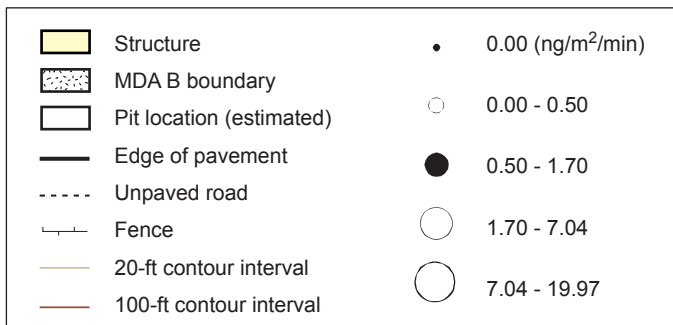 Structure
MDA B boundary
Pit location (estimated)
Edge of pavement
Unpaved road
Fence
20-ft contour interval
100-ft contour interval
0.00 (ng/m²/min)
0.00 - 0.50
0.50 - 1.70
1.70 - 7.04
7.04 - 19.97